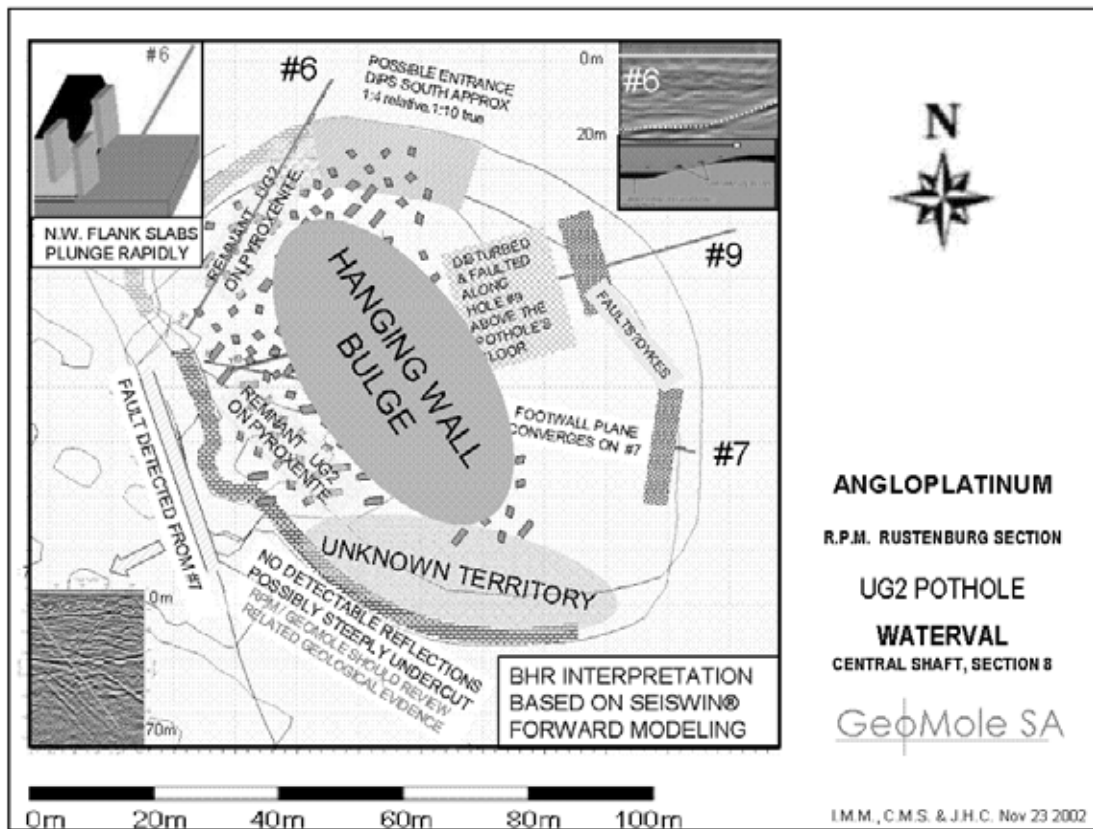 #6
N.W. FLANK SLABS
PLUNGE RAPIDLY
#6
POSSIBLE ENTRANCE
DIPS SOUTH APPROX
1:4 relative,1:10 true
0m
#6
20m
N
REMNANT UG2
ON PYROXENITE.
HANGING WALL
BULGE
DISTURBED
& FAULTED
ALONG
HOLE #9
ABOVE THE
POTHOLE'S
FLOOR
#9
FAULTS?DYKES
REMNANT UG2
ON PYROXENITE
FOOTWALL PLANE
CONVERGES ON #7
#7
FAULT DETECTED FROM #7
UNKNOWN TERRITORY
NO DETECTABLE REFLECTIONS
POSSIBLY STEEPLY UNDERCUT
RPM / GEOMOLE SHOULD REVIEW
RELATED GEOLOGICAL EVIDENCE
0m
70m
BHR INTERPRETATION
BASED ON SEISWIN®
FORWARD MODELING
ANGLOPLATINUM
R.P.M. RUSTENBURG SECTION
UG2 POTHOLE
WATERVAL
CENTRAL SHAFT, SECTION 8
GeoMole SA
0m 20m 40m 60m 80m 100m
I.M.M., C.M.S. & J.H.C. Nov 23 2002